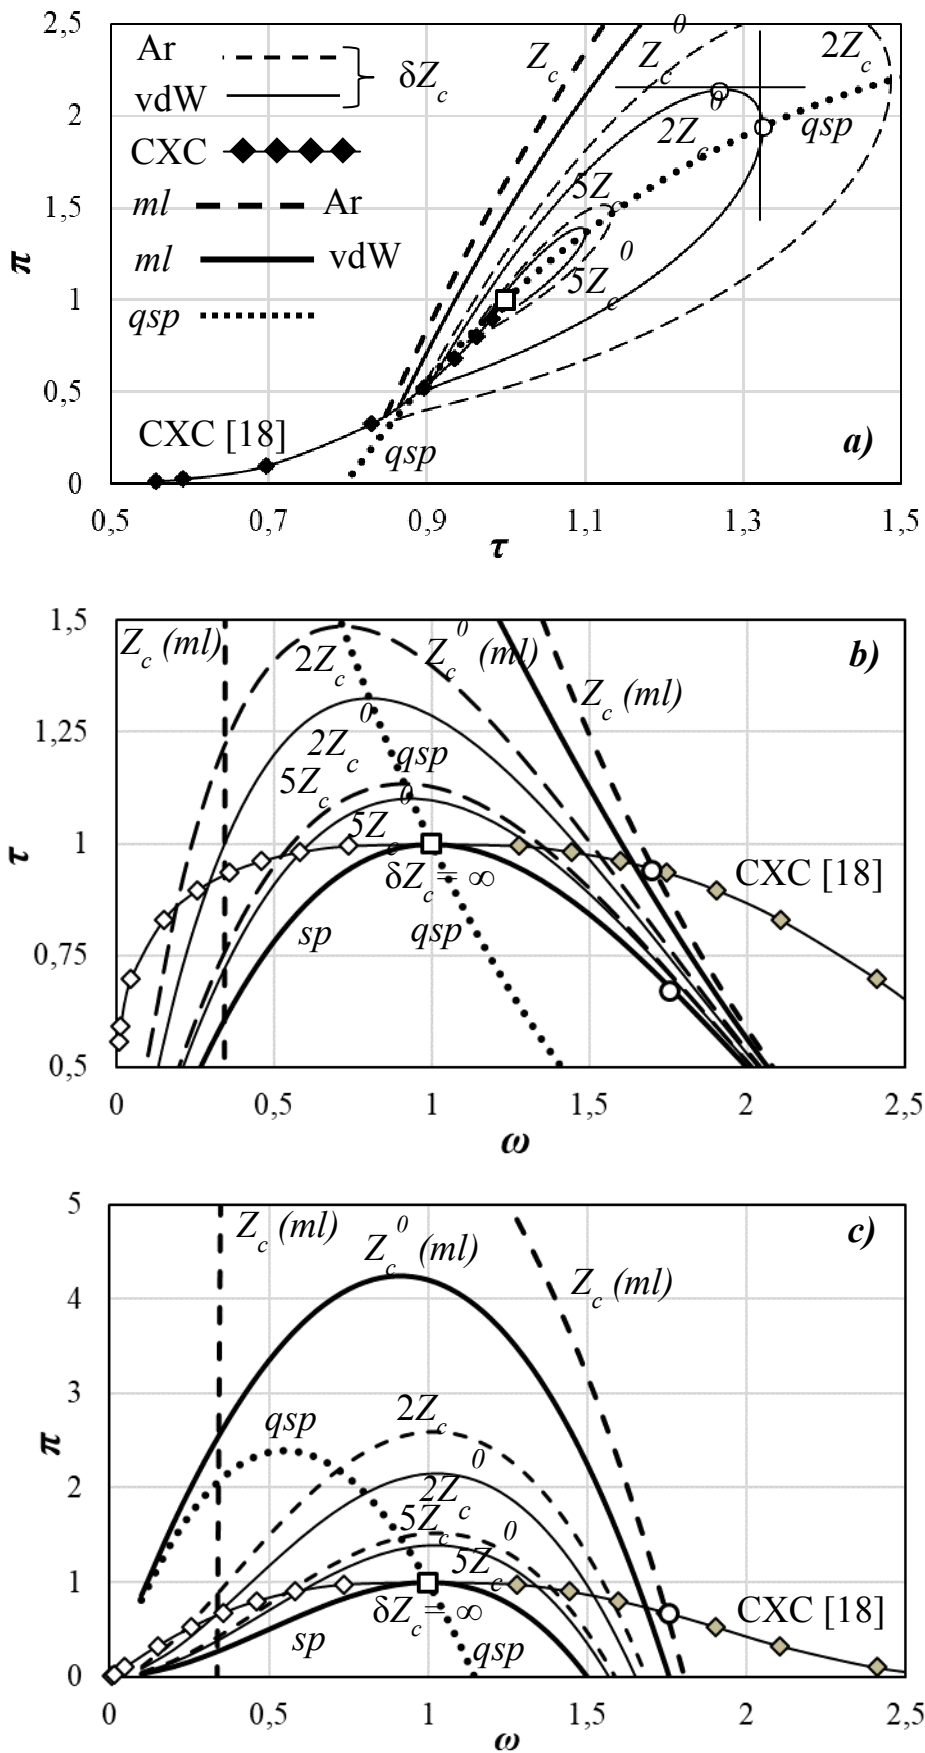 2,5
2
1,5
1
0,5
0
π
Ar
vdW
δZc
CXC
ml Ar
ml vdW
qsp
Zc
Zc0
2Zc
2Zc0
qsp
5Zc
5Zc0
CXC [18]
qsp
a)
0,5 0,7 0,9 1,1 1,3 1,5
τ
1,5
1,25
1
0,75
0,5
τ
Zc (ml)
Zc0 (ml)
b)
2Zc
Zc (ml)
2Zc0
qsp
5Zc
5Zc0
δZc = ∞
CXC [18]
sp
qsp
0 0,5 1 1,5 2 2,5
ω
5
4
3
2
1
0
π
Zc (ml)
Zc0 (ml)
c)
Zc (ml)
qsp
2Zc
2Zc0
5Zc
5Zc0
δZc = ∞
CXC [18]
sp
qsp
0 0,5 1 1,5 2 2,5
ω